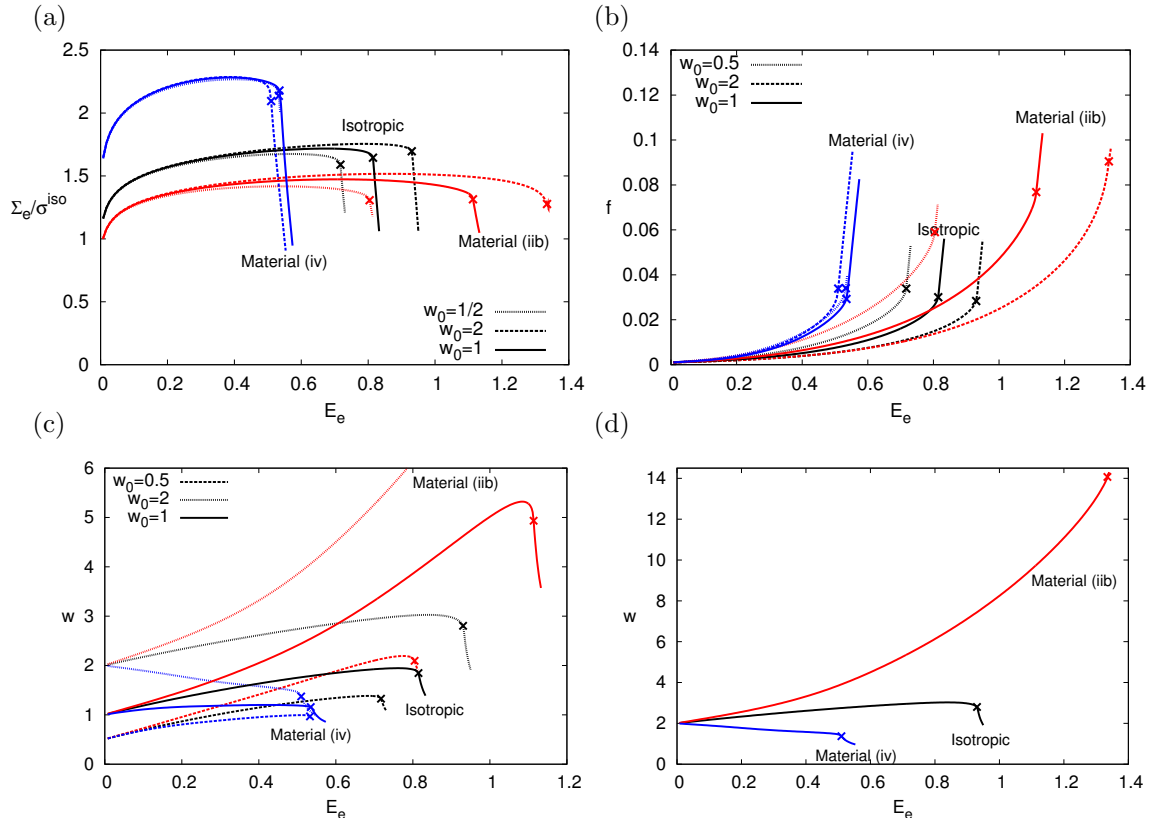 (a)
2.5
2
1.5
1
0.5
0
0 0.2 0.4 0.6 0.8 1 1.2 1.4
Σe/σiso
Ee
Isotropic
Material (iib)
Material (iv)
w0=1/2
w0=2
w0=1
(b)
0.14
0.12
0.1
0.08
0.06
0.04
0.02
0
0 0.2 0.4 0.6 0.8 1 1.2 1.4
f
Ee
w0=0.5
w0=2
w0=1
Material (iib)
Material (iv)
Isotropic
(c)
6
5
4
3
2
1
0
0 0.2 0.4 0.6 0.8 1 1.2
w
Ee
w0=0.5
w0=2
w0=1
Material (iib)
Isotropic
Material (iv)
(d)
14
12
10
8
6
4
2
0
0 0.2 0.4 0.6 0.8 1 1.2 1.4
w
Ee
Material (iib)
Isotropic
Material (iv)